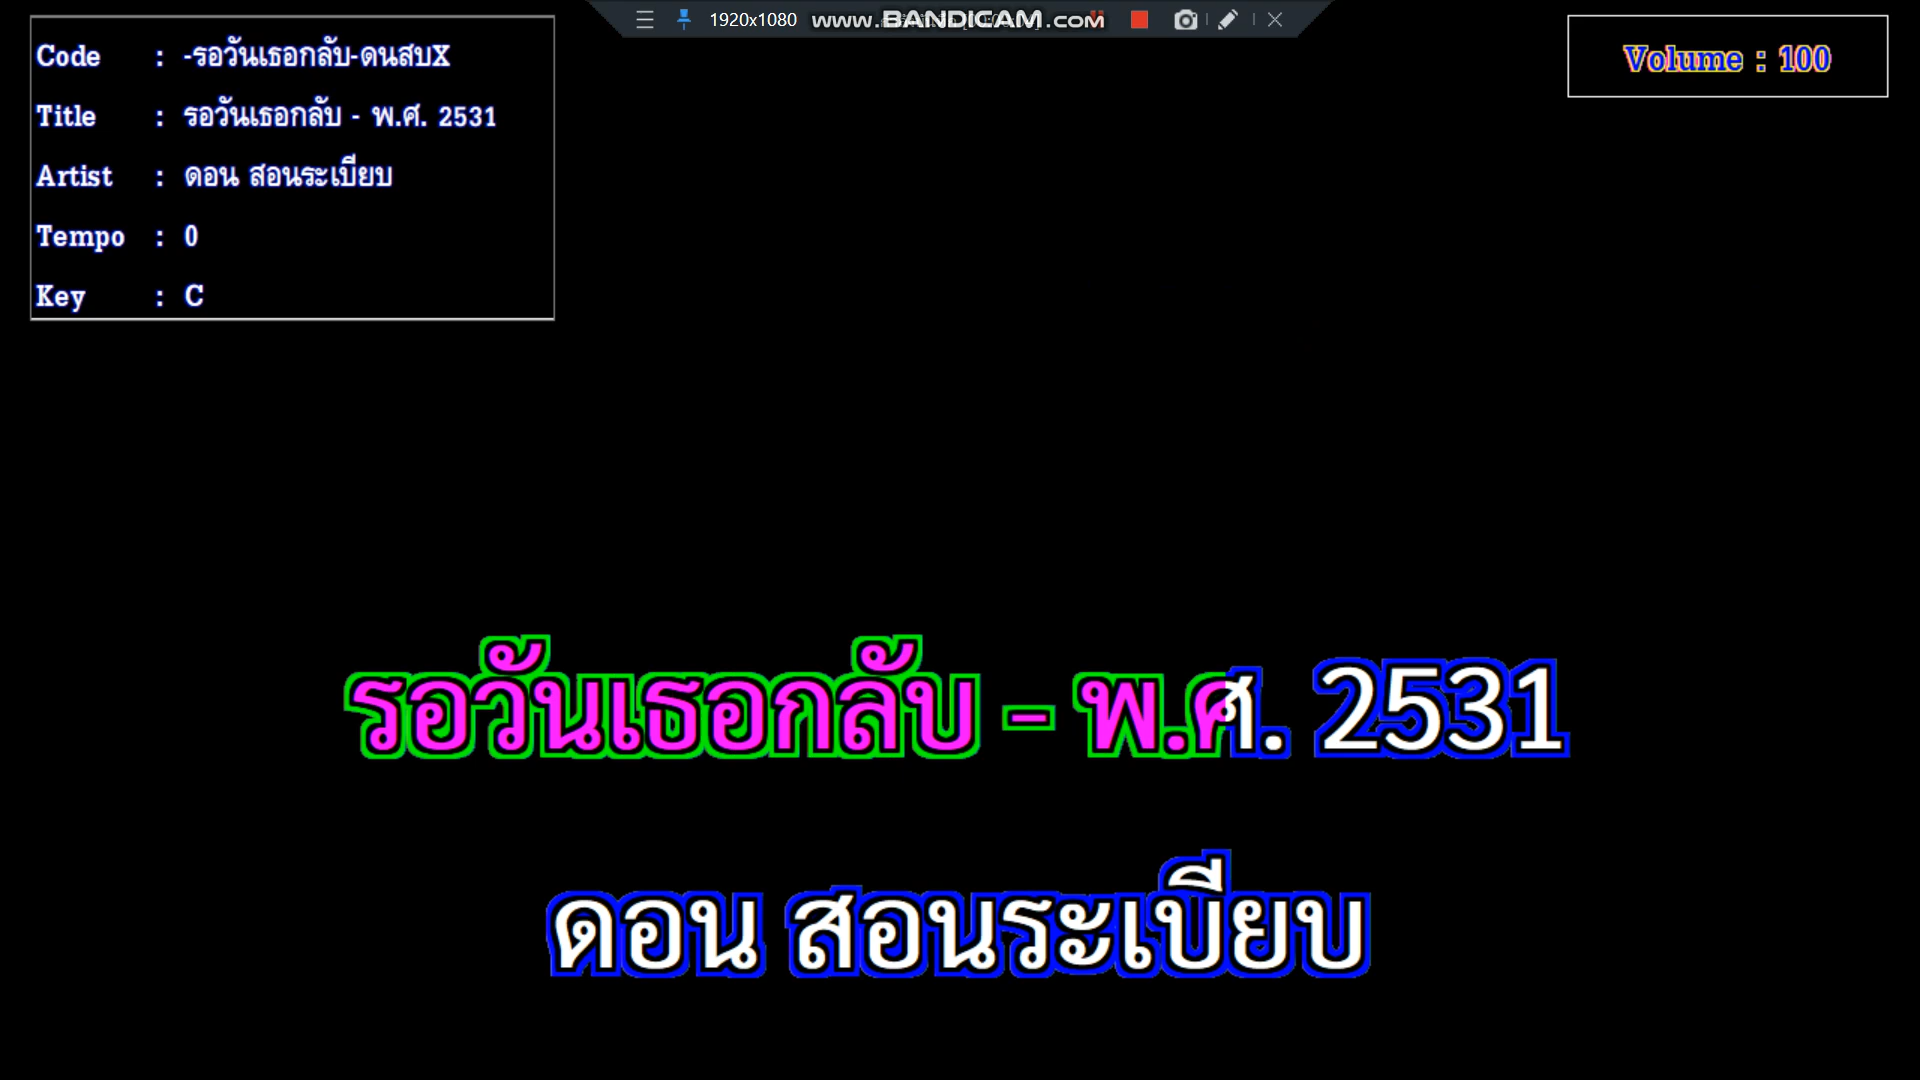 1920x1080 www.BANDICAM.com
Code : -รอวันเธอกลับ-ดนสบX
Title : รอวันเธอกลับ - พ.ศ. 2531
Artist : ดอน สอนระเบียบ
Tempo : 0
Key : C
Volume : 100
รอวันเธอกลับ - พ.ศ. 2531
ดอน สอนระเบียบ